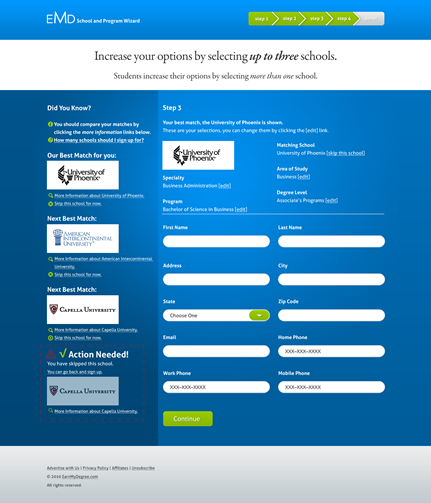 EMD School and Program Wizard
step 1 step 2 step 3 step 4
Increase your options by selecting up to three schools.
Students increase their options by selecting more than one school.
Did You Know?
You should compare your matches by
clicking the more information links below.
How many schools should I sign up for?
Our Best Match for you:
University of
Phoenix
More Information about University of Phoenix.
Skip this school for now.
Next Best Match:
American
InterContinental
University
More Information about American Intercontinental
University.
Skip this school for now.
Next Best Match:
Capella University
More Information about Capella University.
Skip this school for now.
Action Needed!
You have skipped this school.
You can go back and sign up.
Capella University
More Information about Capella University.
Step 3
Your best match, the University of Phoenix is shown.
These are your selections, you can change them by clicking the [edit] link.
University of
Phoenix
Specialty
Business Administration [edit]
Program
Bachelor of Science in Business [edit]
Matching School
University of Phoenix [skip this school]
Area of Study
Business [edit]
Degree Level
Associate's Programs [edit]
First Name
Last Name
Address
City
State
Zip Code
Choose One
Email
Home Phone
XXX-XXX-XXXX
Work Phone
Mobile Phone
XXX-XXX-XXXX
XXX-XXX-XXXX
Continue
Advertise with Us | Privacy Policy | Affiliates | Unsubscribe
© 2010 EarnMyDegree.com
All rights reserved.